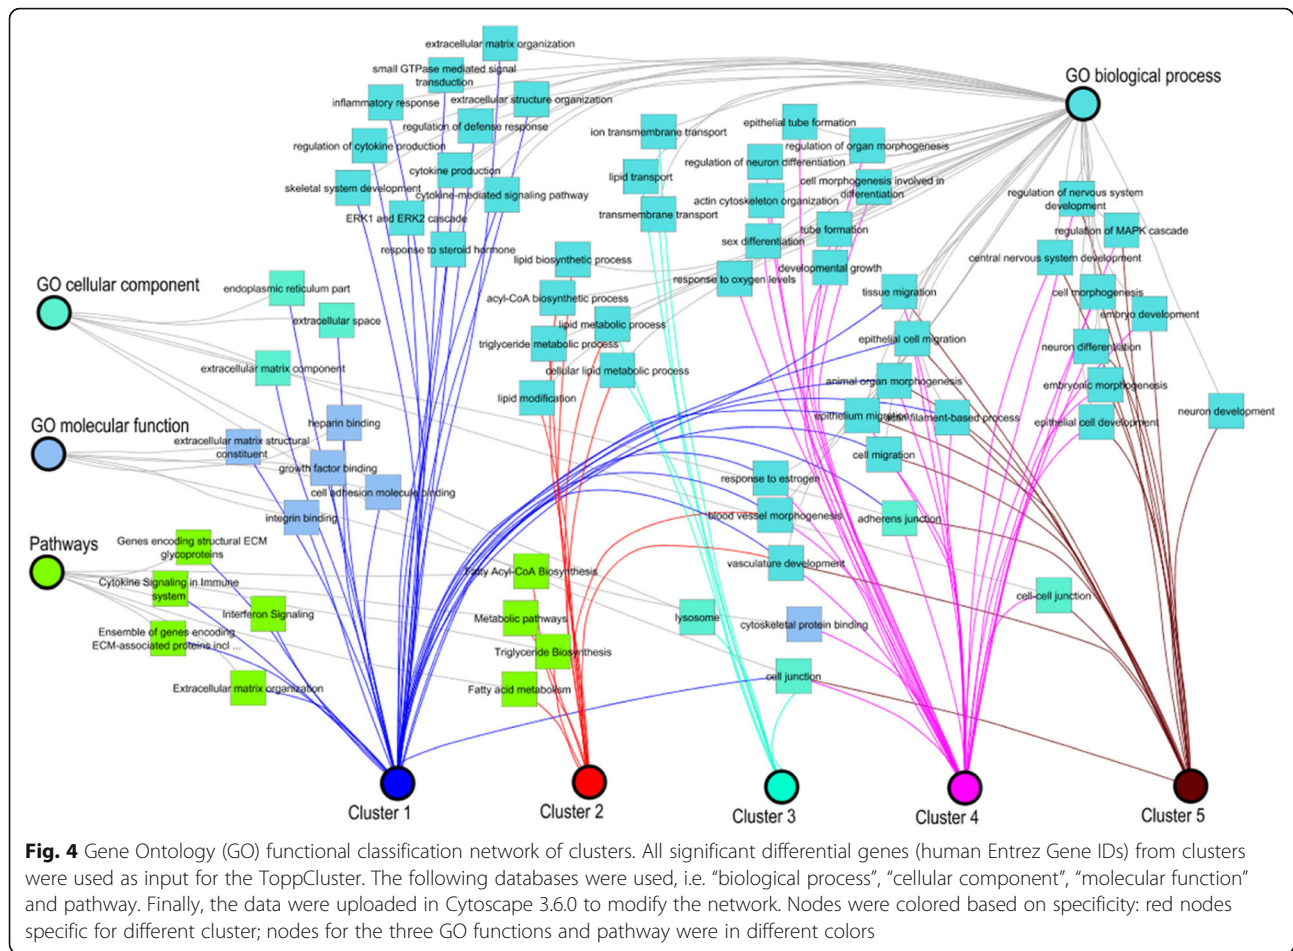 extracellular matrix organization
small GTPase mediated signal
transduction
inflammatory response
extracellular structure organization
regulation of defense response
regulation of cytokine production
cytokine production
skeletal system development
cytokine-mediated signaling pathway
ERK1 and ERK2 cascade
response to steroid hormone
GO biological process
ion transmembrane transport
epithelial tube formation
regulation of organ morphogenesis
regulation of neuron differentiation
lipid transport
cell morphogenesis involved in
differentiation
actin cytoskeleton organization
transmembrane transport
tube formation
sex differentiation
lipid biosynthetic process
developmental growth
response to oxygen levels
regulation of nervous system
development
regulation of MAPK cascade
central nervous system development
cell morphogenesis
embryo development
tissue migration
epithelial cell migration
neuron differentiation
animal organ morphogenesis
embryonic morphogenesis
epithelium migration
actin filament-based process
epithelial cell development
neuron development
cell migration
GO cellular component
endoplasmic reticulum part
extracellular space
extracellular matrix component
acyl-CoA biosynthetic process
lipid metabolic process
triglyceride metabolic process
cellular lipid metabolic process
lipid modification
GO molecular function
heparin binding
extracellular matrix structural
constituent
growth factor binding
cell adhesion molecule binding
integrin binding
response to estrogen
blood vessel morphogenesis
adherens junction
vasculature development
Pathways
Genes encoding structural ECM
glycoproteins
Cytokine Signaling in Immune
system
Interferon Signaling
Ensemble of genes encoding
ECM-associated proteins incl ...
Extracellular matrix organization
Fatty Acyl-CoA Biosynthesis
Metabolic pathways
Triglyceride Biosynthesis
Fatty acid metabolism
lysosome
cytoskeletal protein binding
cell-cell junction
cell junction
Cluster 1
Cluster 2
Cluster 3
Cluster 4
Cluster 5
Fig. 4 Gene Ontology (GO) functional classification network of clusters. All significant differential genes (human Entrez Gene IDs) from clusters
were used as input for the ToppCluster. The following databases were used, i.e. “biological process”, “cellular component”, “molecular function”
and pathway. Finally, the data were uploaded in Cytoscape 3.6.0 to modify the network. Nodes were colored based on specificity: red nodes
specific for different cluster; nodes for the three GO functions and pathway were in different colors